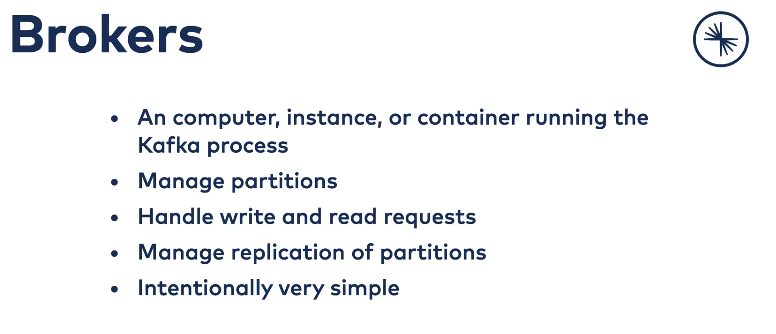 Brokers
• An computer, instance, or container running the
Kafka process
• Manage partitions
• Handle write and read requests
• Manage replication of partitions
• Intentionally very simple